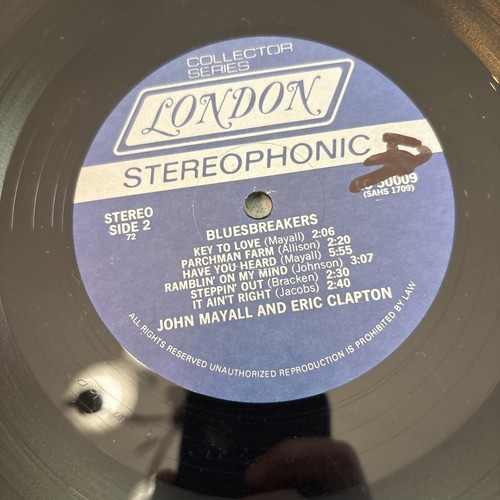 COLLECTOR
SERIES
LONDON
STEREOPHONIC
50009
(SAHS 1709)
STEREO
SIDE 2
72
BLUESBREAKERS
KEY TO LOVE (Mayall) 2:06
PARCHMAN FARM (Allison) 2:20
HAVE YOU HEARD (Mayall) 5:55
RAMBLIN' ON MY MIND (Johnson) 3:07
STEPPIN' OUT (Bracken) 2:30
IT AIN'T RIGHT (Jacobs) 2:40
JOHN MAYALL AND ERIC CLAPTON
ALL RIGHTS RESERVED UNAUTHORIZED REPRODUCTION IS PROHIBITED BY LAW